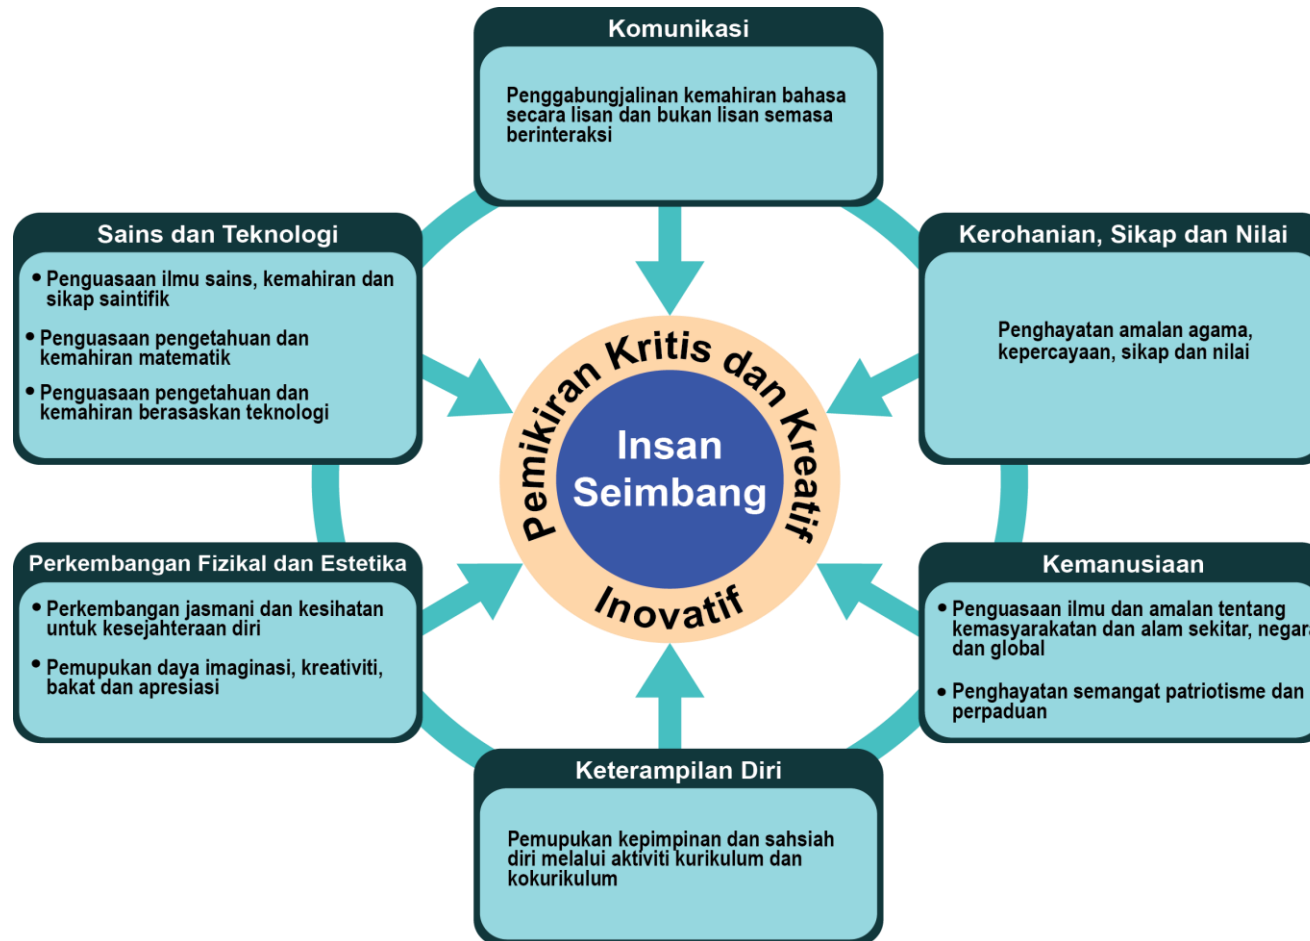 Komunikasi
Penggabungjalinan kemahiran bahasa
secara lisan dan bukan lisan semasa
berinteraksi
Sains dan Teknologi
• Penguasaan ilmu sains, kemahiran dan
sikap saintifik
• Penguasaan pengetahuan dan
kemahiran matematik
• Penguasaan pengetahuan dan
kemahiran berasaskan teknologi
Kerohanian, Sikap dan Nilai
Penghayatan amalan agama,
kepercayaan, sikap dan nilai
Pemikiran Kritis dan Kreatif
Insan
Seimbang
Inovatif
Perkembangan Fizikal dan Estetika
• Perkembangan jasmani dan kesihatan
untuk kesejahteraan diri
• Pemupukan daya imaginasi, kreativiti,
bakat dan apresiasi
Kemanusiaan
• Penguasaan ilmu dan amalan tentang
kemasyarakatan dan alam sekitar, negara
dan global
• Penghayatan semangat patriotisme dan
perpaduan
Keterampilan Diri
Pemupukan kepimpinan dan sahsiah
diri melalui aktiviti kurikulum dan
kokurikulum